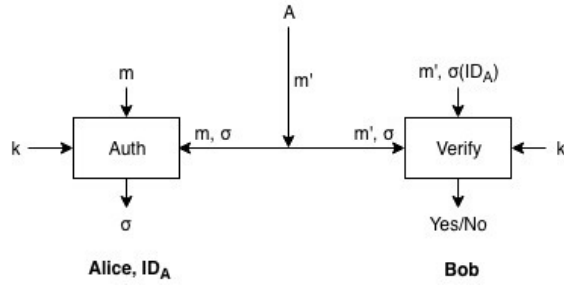 A
m
m'
m', σ(ID_A)
k
Auth
m, σ
m', σ
Verify
k
σ
Yes/No
Alice, ID_A
Bob